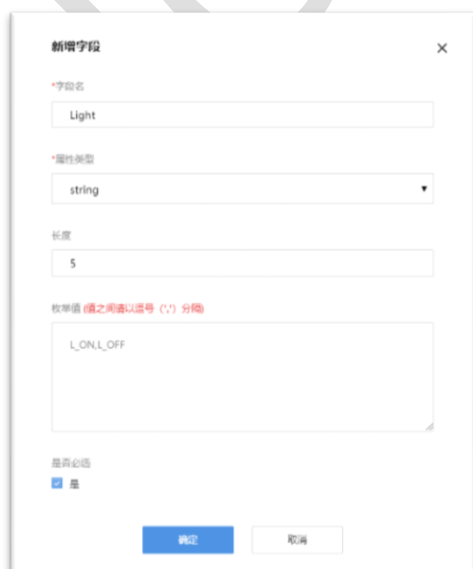 新增字段
*字段名
Light
*属性类型
string
长度
5
枚举值 (值之间请以逗号（','）分隔)
L_ON,L_OFF
是否必选
是
确定
取消